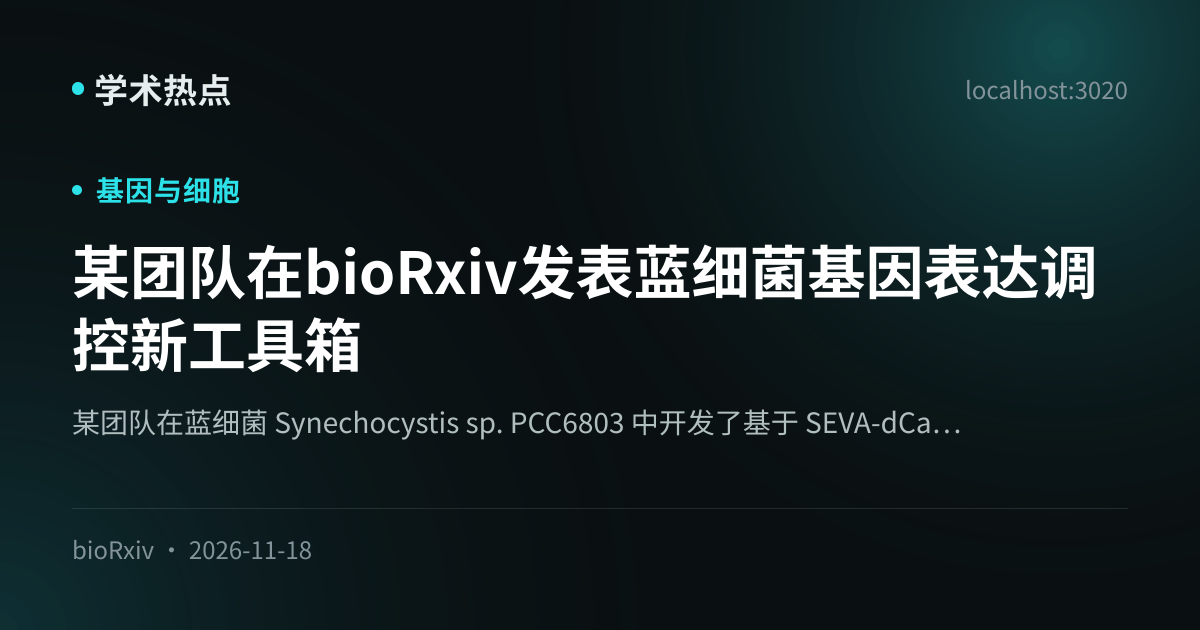 学术热点
localhost:3020
基因与细胞
某团队在bioRxiv发表蓝细菌基因表达调
控新工具箱
某团队在蓝细菌 Synechocystis sp. PCC6803 中开发了基于 SEVA-dCa…
bioRxiv · 2026-11-18